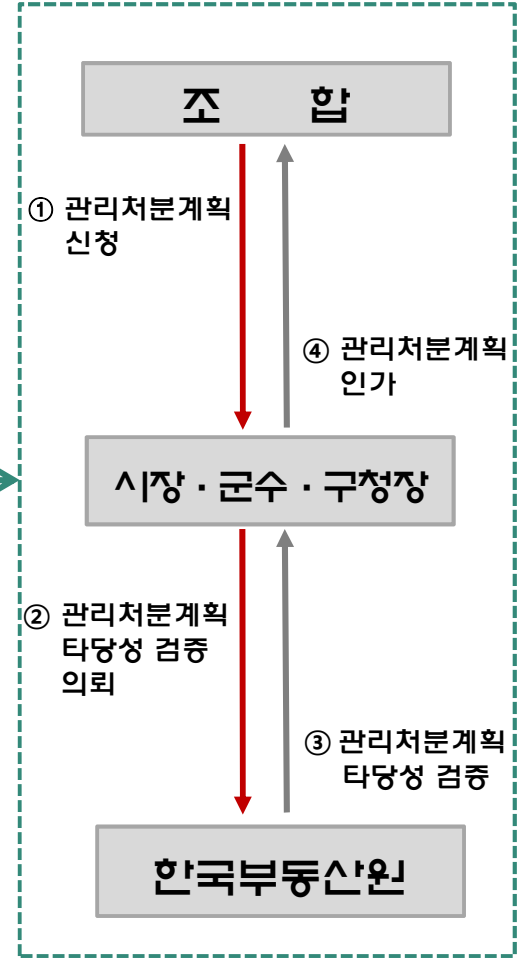 조 합
① 관리처분계획
신청
④ 관리처분계획
인가
시장 · 군수 · 구청장
② 관리처분계획
타당성 검증
의뢰
③ 관리처분계획
타당성 검증
한국부동산원